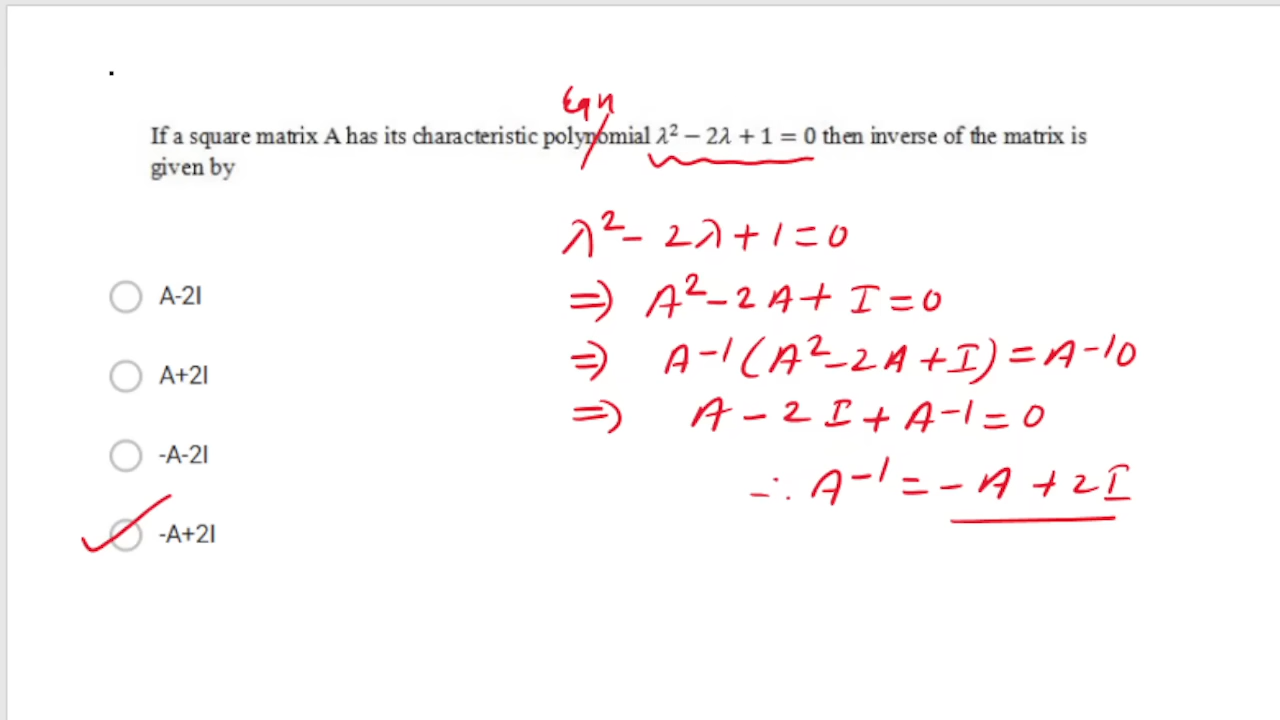 Eqn
If a square matrix A has its characteristic polynomial λ² − 2λ + 1 = 0 then inverse of the matrix is
given by
λ² - 2λ + 1 = 0
⇒ A² - 2A + I = 0
⇒ A⁻¹(A² - 2A + I) = A⁻¹0
⇒ A - 2I + A⁻¹ = 0
∴ A⁻¹ = -A + 2I
A-2I
A+2I
-A-2I
-A+2I